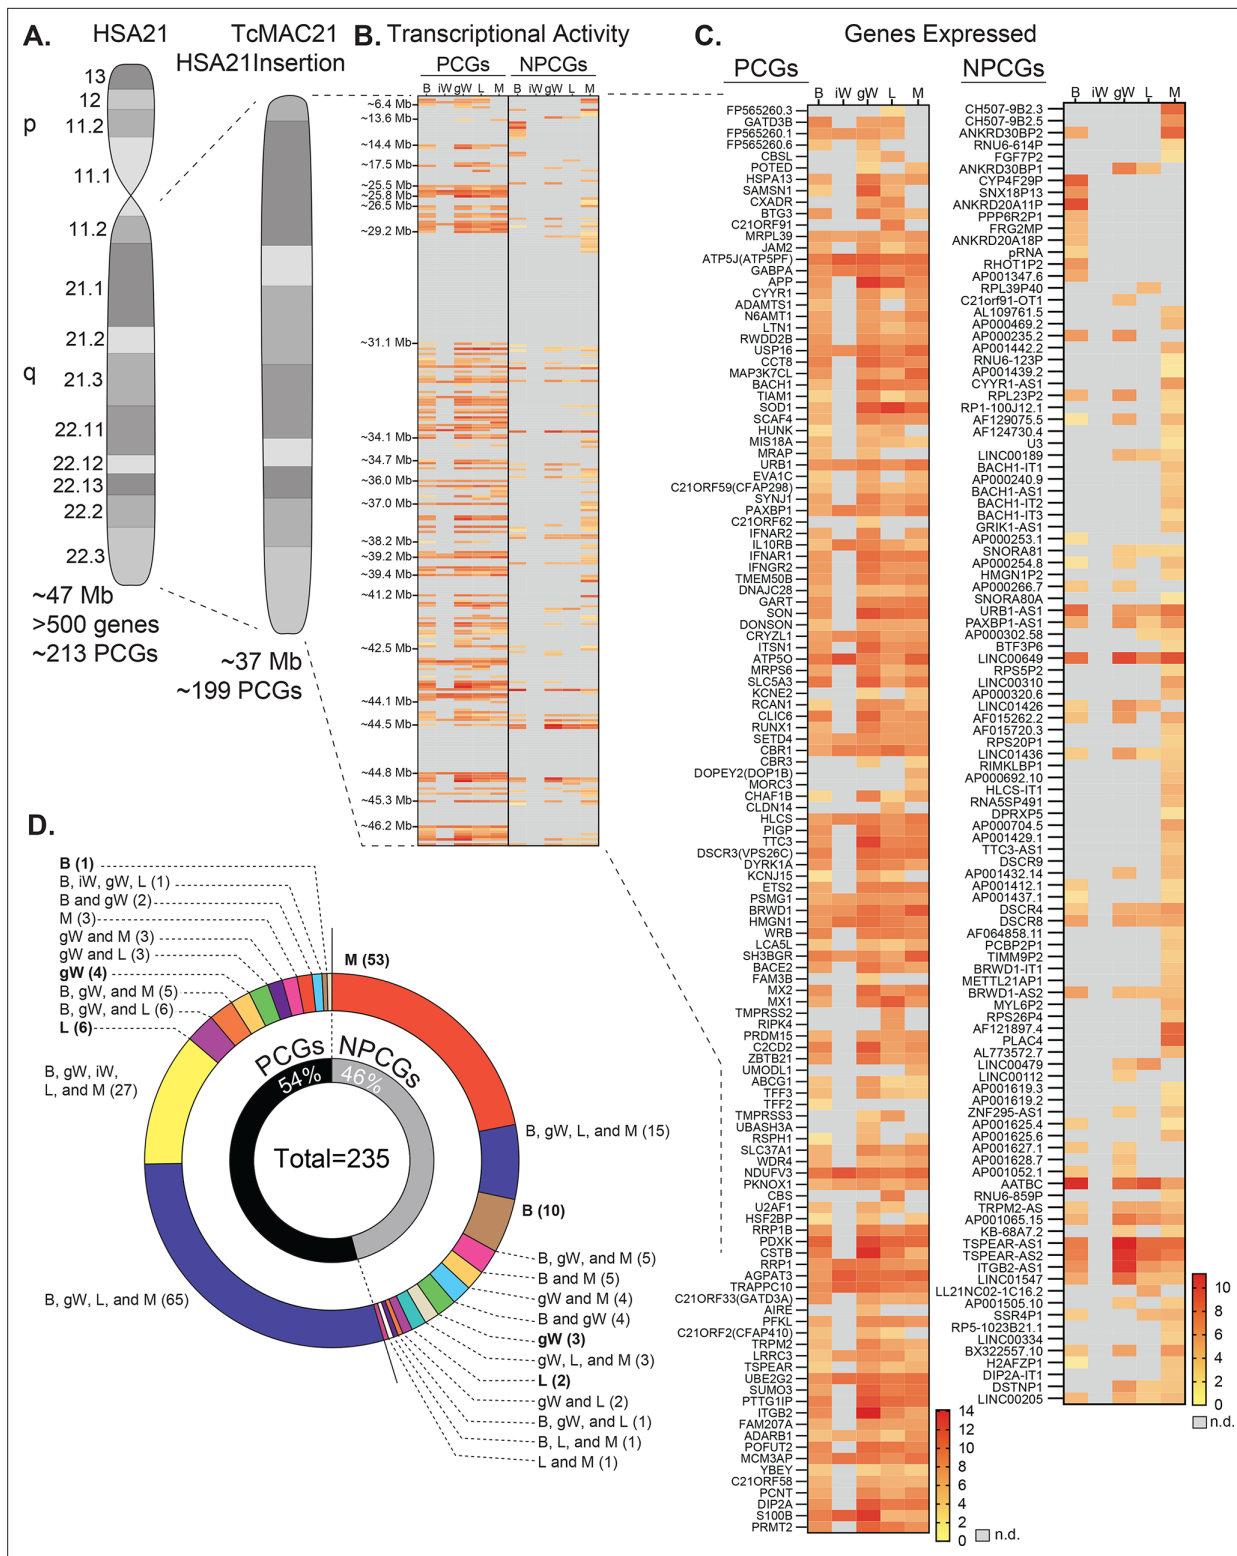 A.
HSA21
TcMAC21
HSA21Insertion
13
12
11.2
11.1
p
11.2
21.1
21.2
q
21.3
22.11
22.12
22.13
22.2
22.3
~47 Mb
>500 genes
~213 PCGs
~37 Mb
~199 PCGs
B.
Transcriptional Activity
PCGs
NPCGs
B iW gW L M
B iW gW L M
~6.4 Mb
~13.6 Mb
~14.4 Mb
~17.5 Mb
~25.5 Mb
~25.8 Mb
~26.5 Mb
~29.2 Mb
~31.1 Mb
~34.1 Mb
~34.7 Mb
~36.0 Mb
~37.0 Mb
~38.2 Mb
~39.2 Mb
~39.4 Mb
~41.2 Mb
~42.5 Mb
~44.1 Mb
~44.5 Mb
~44.8 Mb
~45.3 Mb
~46.2 Mb
C.
Genes Expressed
PCGs
B iW gW L M
FP565260.3
GATD3B
FP565260.1
FP565260.6
CBSL
POTED
HSPA13
SAMSN1
CXADR
BTG3
C21ORF91
MRPL39
JAM2
ATP5J(ATP5PF)
GABPA
APP
CYYR1
ADAMTS1
N6AMT1
LTN1
RWDD2B
USP16
CCT8
MAP3K7CL
BACH1
TIAM1
SOD1
SCAF4
HUNK
MIS18A
MRAP
URB1
EVA1C
C21ORF59(CFAP298)
SYNJ1
PAXBP1
C21ORF62
IFNAR2
IL10RB
IFNAR1
IFNGR2
TMEM50B
DNAJC28
GART
SON
DONSON
CRYZL1
ITSN1
ATP5O
MRPS6
SLC5A3
KCNE2
RCAN1
CLIC6
RUNX1
SETD4
CBR1
CBR3
DOPEY2(DOP1B)
MORC3
CHAF1B
CLDN14
HLCS
PIGP
TTC3
DSCR3(VPS26C)
DYRK1A
KCNJ15
ETS2
PSMG1
BRWD1
HMGN1
WRB
LCA5L
SH3BGR
BACE2
FAM3B
MX2
MX1
TMPRSS2
RIPK4
PRDM15
C2CD2
ZBTB21
UMODL1
ABCG1
TFF3
TFF2
TMPRSS3
UBASH3A
RSPH1
SLC37A1
WDR4
NDUFV3
PKNOX1
CBS
U2AF1
HSF2BP
RRP1B
PDXK
CSTB
RRP1
AGPAT3
TRAPPC10
C21ORF33(GATD3A)
AIRE
PFKL
C21ORF2(CFAP410)
TRPM2
LRRC3
TSPEAR
UBE2G2
SUMO3
PTTG1IP
ITGB2
FAM207A
ADARB1
POFUT2
MCM3AP
YBEY
C21ORF58
PCNT
DIP2A
S100B
PRMT2
14
12
10
8
6
4
2
0
n.d.
NPCGs
B iW gW L M
CH507-9B2.3
CH507-9B2.5
ANKRD30BP2
RNU6-614P
FGF7P2
ANKRD30BP1
CYP4F29P
SNX18P13
ANKRD20A11P
PPP6R2P1
FRG2MP
ANKRD20A18P
pRNA
RHOT1P2
AP001347.6
RPL39P40
C21orf91-OT1
AL109761.5
AP000469.2
AP000235.2
AP001442.2
RNU6-123P
AP001439.2
CYYR1-AS1
RPL23P2
RP1-100J12.1
AF129075.5
AF124730.4
U3
LINC00189
BACH1-IT1
AP000240.9
BACH1-AS1
BACH1-IT2
BACH1-IT3
GRIK1-AS1
AP000253.1
SNORA81
AP000254.8
HMGN1P2
AP000266.7
SNORA80A
URB1-AS1
PAXBP1-AS1
AP000302.58
BTF3P6
LINC00649
RPS5P2
LINC00310
AP000320.6
LINC01426
AF015262.2
AF015720.3
RPS20P1
LINC01436
RIMKLBP1
AP000692.10
HLCS-IT1
RNA5SP491
DPRXP5
AP000704.5
AP001429.1
TTC3-AS1
DSCR9
AP001432.14
AP001412.1
AP001437.1
DSCR4
DSCR8
AF064858.11
PCBP2P1
TIMM9P2
BRWD1-IT1
METTL21AP1
BRWD1-AS2
MYL6P2
RPS26P4
AF121897.4
PLAC4
AL773572.7
LINC00479
LINC00112
AP001619.3
AP001619.2
ZNF295-AS1
AP001625.4
AP001625.6
AP001627.1
AP001628.7
AP001052.1
AATBC
RNU6-859P
TRPM2-AS
AP001065.15
KB-68A7.2
TSPEAR-AS1
TSPEAR-AS2
ITGB2-AS1
LINC01547
LL21NC02-1C16.2
AP001505.10
SSR4P1
RP5-1023B21.1
LINC00334
BX322557.10
H2AFZP1
DIP2A-IT1
DSTNP1
LINC00205
10
8
6
4
2
0
n.d.
D.
B (1)
B, iW, gW, L (1)
B and gW (2)
M (3)
gW and M (3)
gW and L (3)
gW (4)
B, gW, and M (5)
B, gW, and L (6)
L (6)
B, gW, iW,
L, and M (27)
B, gW, L, and M (65)
M (53)
B, gW, L, and M (15)
B (10)
B, gW, and M (5)
B and M (5)
gW and M (4)
B and gW (4)
gW (3)
gW, L, and M (3)
L (2)
gW and L (2)
B, gW, and L (1)
B, L, and M (1)
L and M (1)
PCGs
54%
NPCGs
46%
Total=235